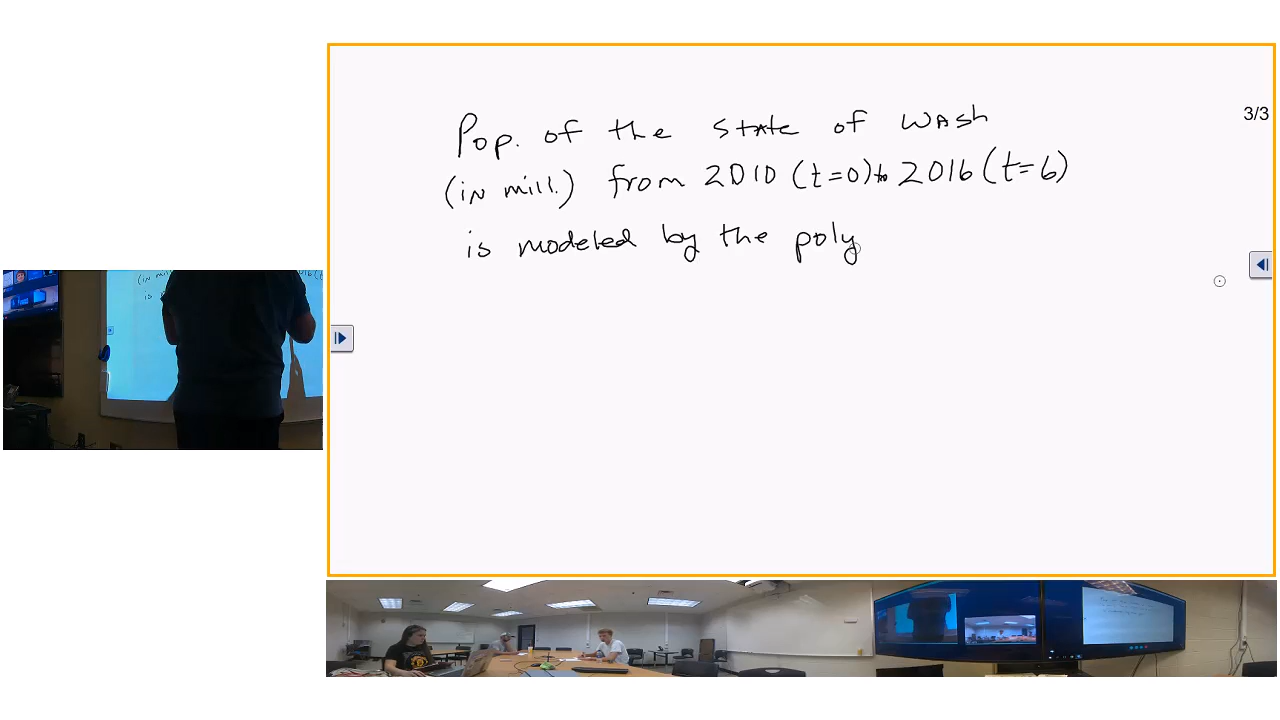 Pop. of the state of Wash
(in mill.) from 2010 (t=0) to 2016 (t=6)
is modeled by the poly
3/3